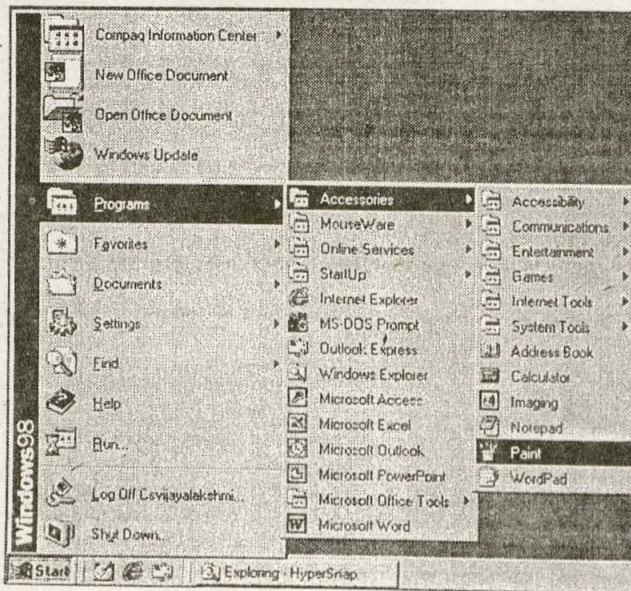 Compaq Information Center
New Office Document
Open Office Document
Windows Update
Programs
Favorites
Documents
Settings
Find
Help
Run...
Log Off Csvijayalakshmi...
Shut Down...
Windows98
Accessories
MouseWare
Online Services
StartUp
Internet Explorer
MS-DOS Prompt
Outlook Express
Windows Explorer
Microsoft Access
Microsoft Excel
Microsoft Outlook
Microsoft PowerPoint
Microsoft Office Tools
Microsoft Word
Accessibility
Communications
Entertainment
Games
Internet Tools
System Tools
Address Book
Calculator
Imaging
Notepad
Paint
WordPad
Start
Exploring - HyperSnap